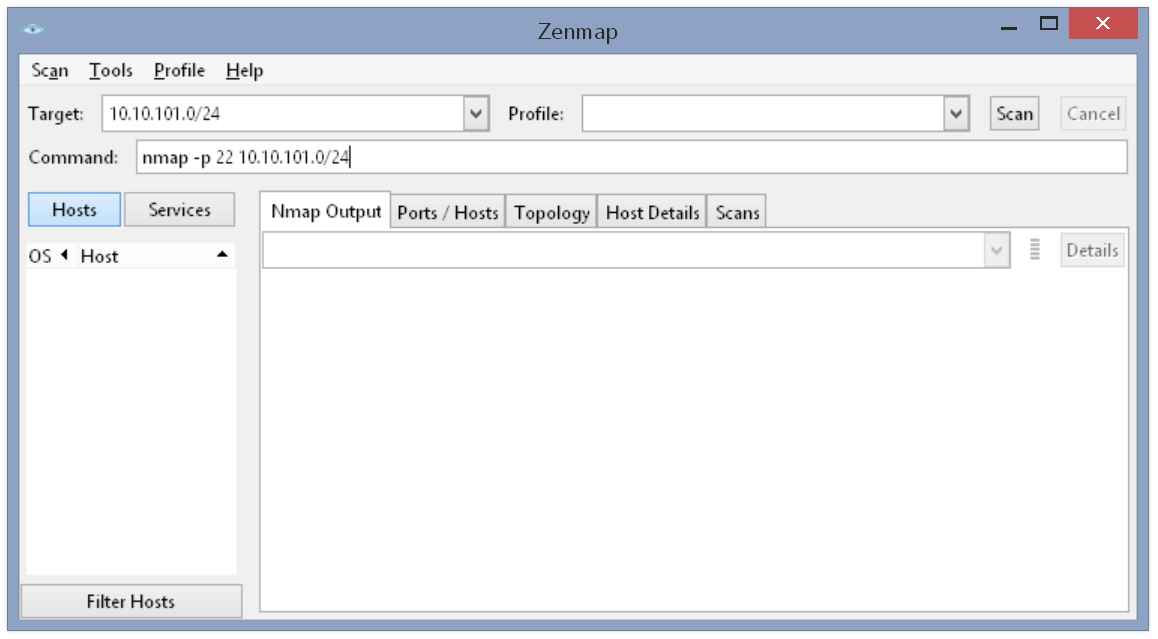 Zenmap
Scan Tools Profile Help
Target: 10.10.101.0/24 Profile: Scan Cancel
Command: nmap -p 22 10.10.101.0/24
Hosts Services Nmap Output Ports / Hosts Topology Host Details Scans
OS Host Details
Filter Hosts